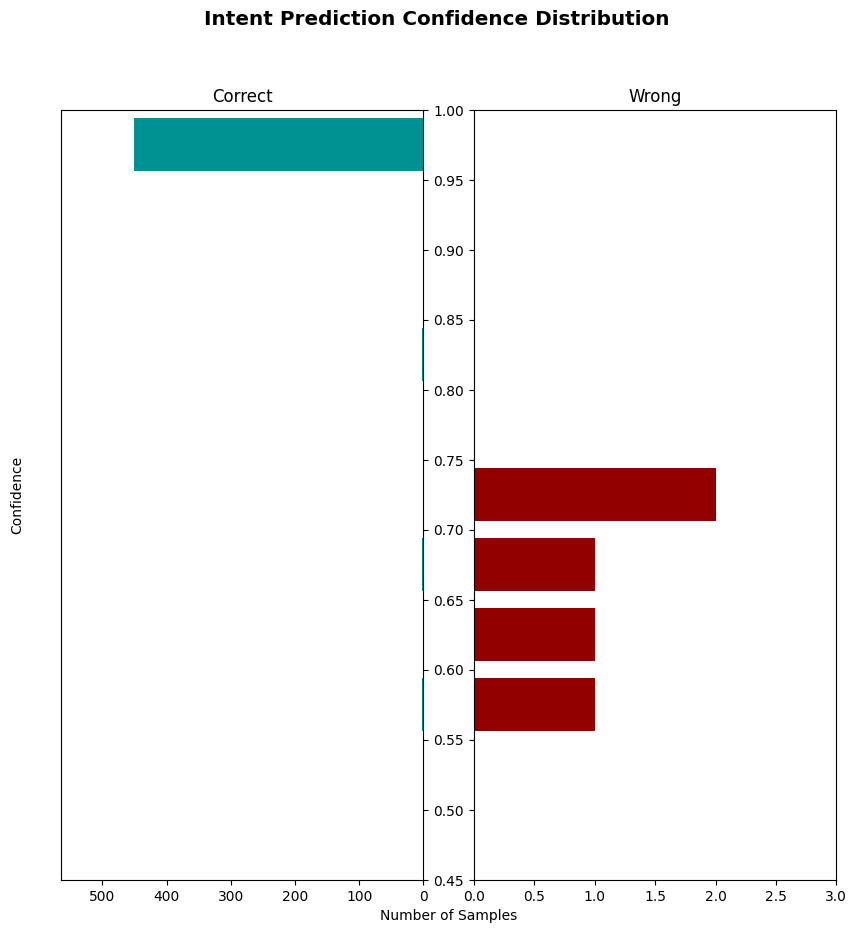 Intent Prediction Confidence Distribution
Correct
Wrong
1.00
0.95
0.90
0.85
0.80
0.75
0.70
0.65
0.60
0.55
0.50
0.45
Confidence
500 400 300 200 100 0
0.0 0.5 1.0 1.5 2.0 2.5 3.0
Number of Samples